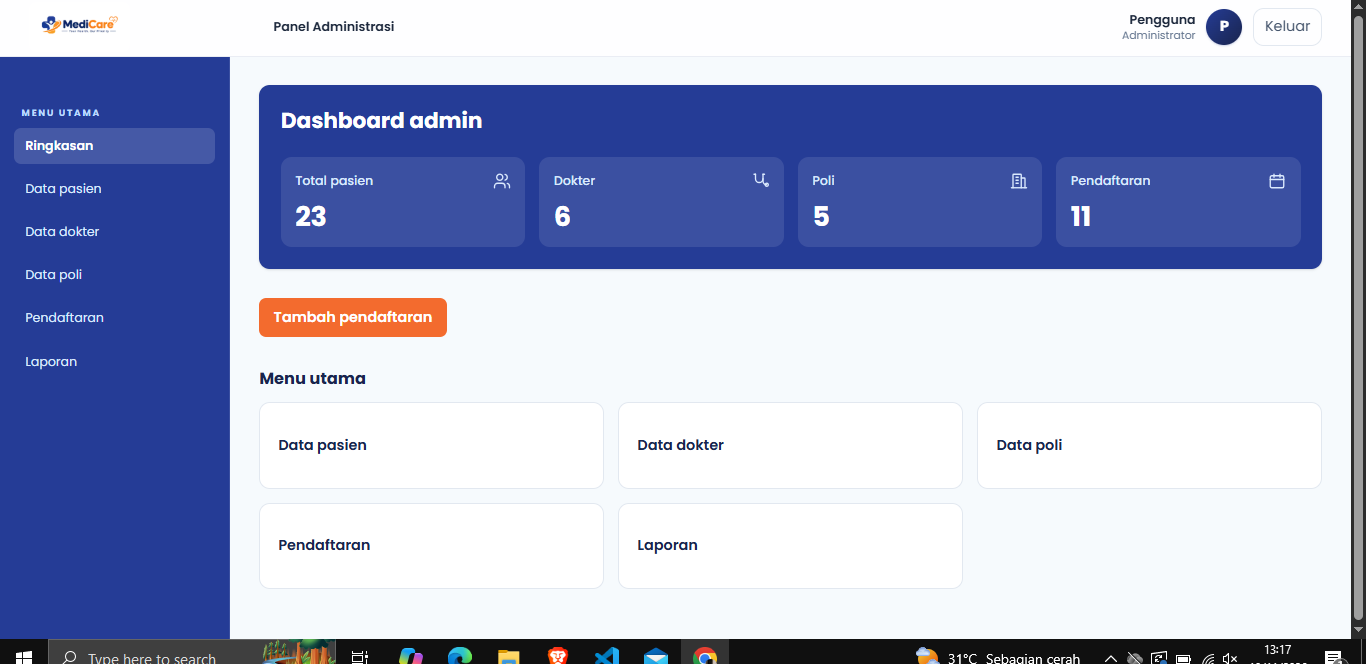 MediCare
Panel Administrasi
Pengguna
Administrator
P
Keluar
MENU UTAMA
Ringkasan
Data pasien
Data dokter
Data poli
Pendaftaran
Laporan
Dashboard admin
Total pasien
23
Dokter
6
Poli
5
Pendaftaran
11
Tambah pendaftaran
Menu utama
Data pasien
Data dokter
Data poli
Pendaftaran
Laporan
Type here to search
31°C Sebagian cerah
13:17